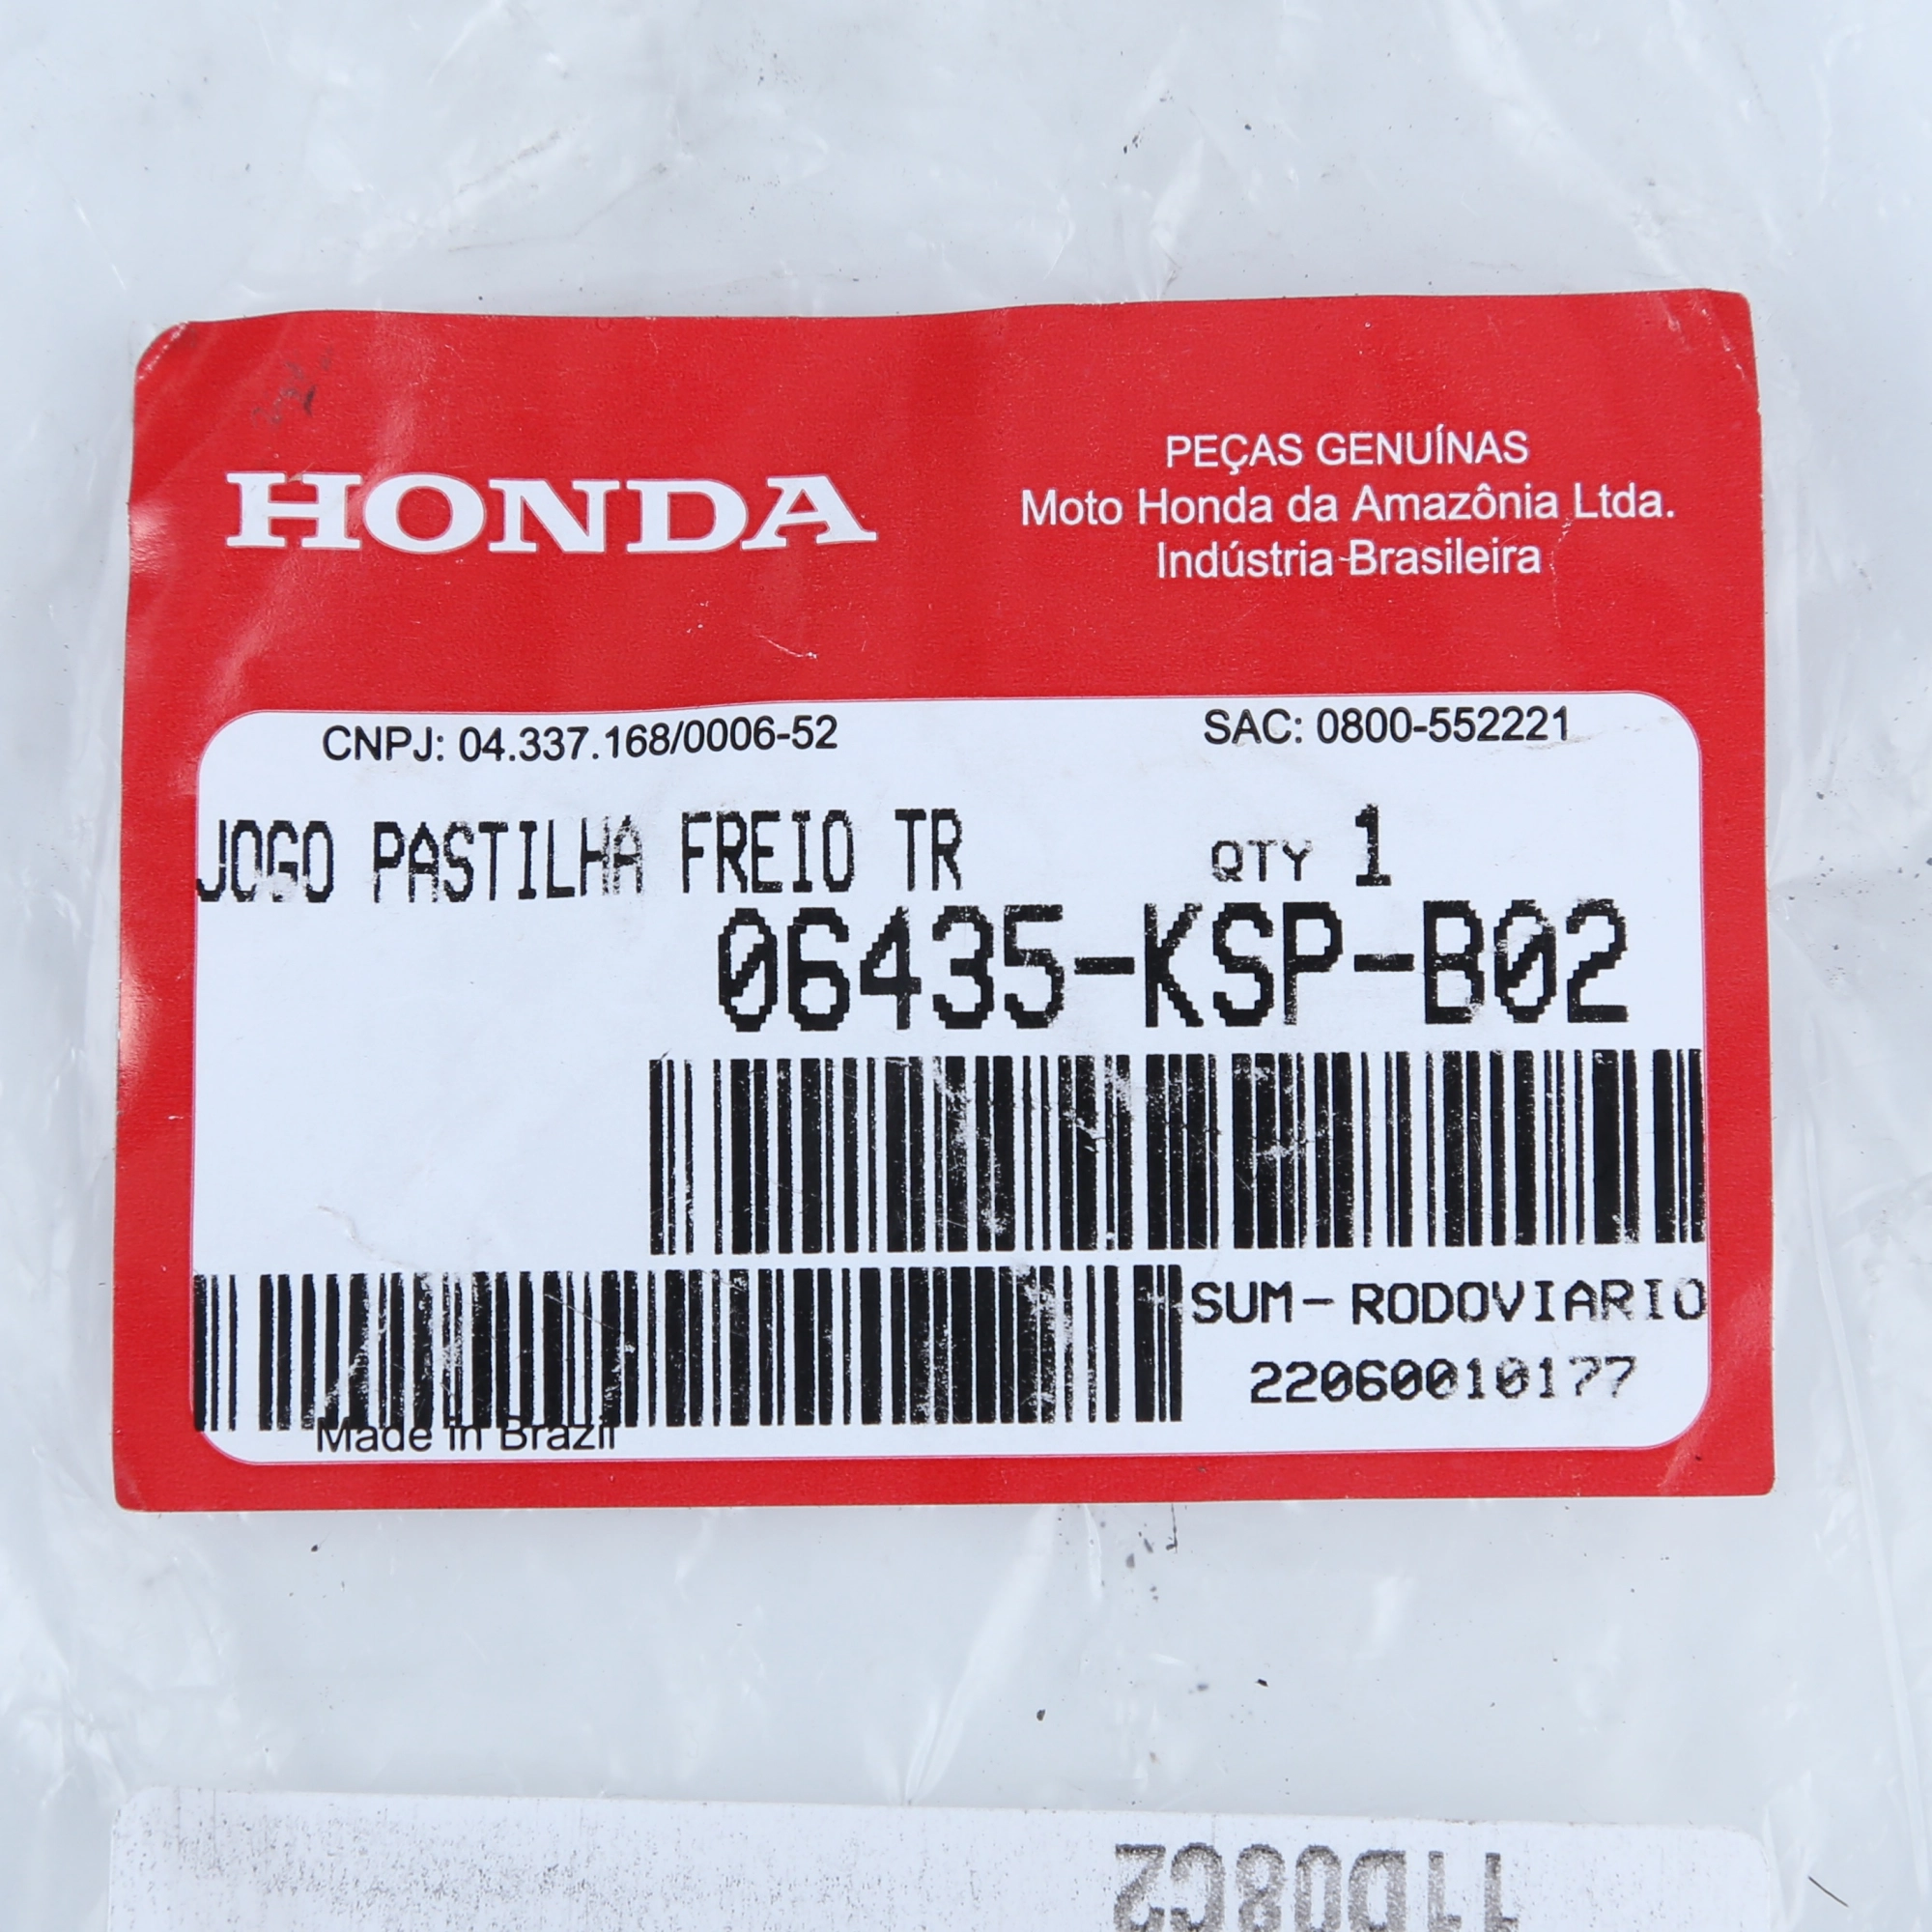 HONDA
PEÇAS GENUÍNAS
Moto Honda da Amazônia Ltda.
Indústria Brasileira
CNPJ: 04.337.168/0006-52
SAC: 0800-552221
JOGO PASTILHA FREIO TR
QTY 1
06435-KSP-B02
SUM-RODOVIARIO
22060010177
Made in Brazil
11D08C2